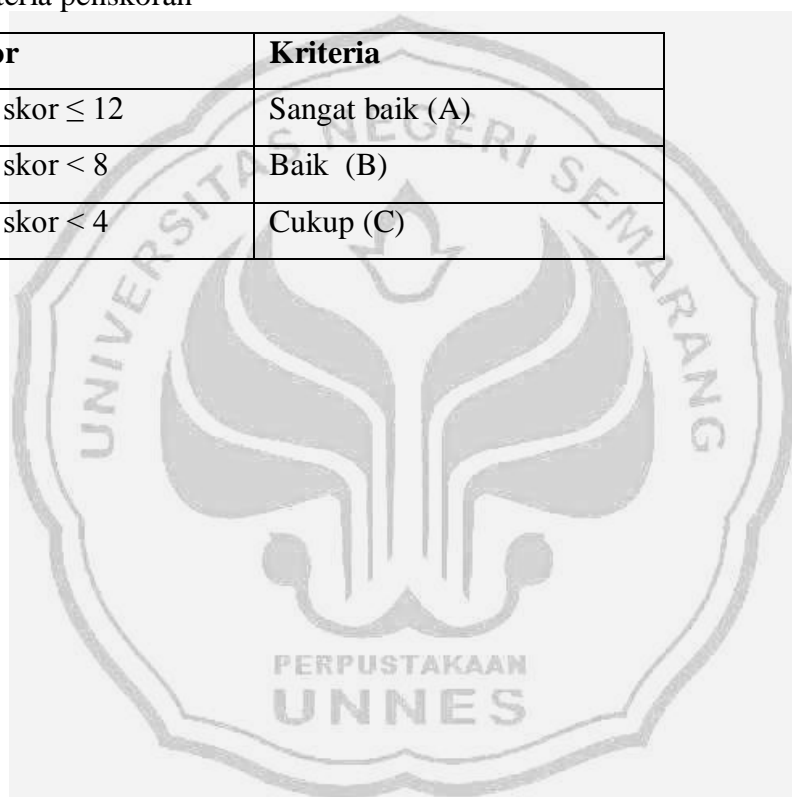 teria penskoran
or Kriteria
skor ≤ 12 Sangat baik (A)
skor < 8 Baik (B)
skor < 4 Cukup (C)
UNIVERSITAS NEGERI SEMARANG
PERPUSTAKAAN
UNNES